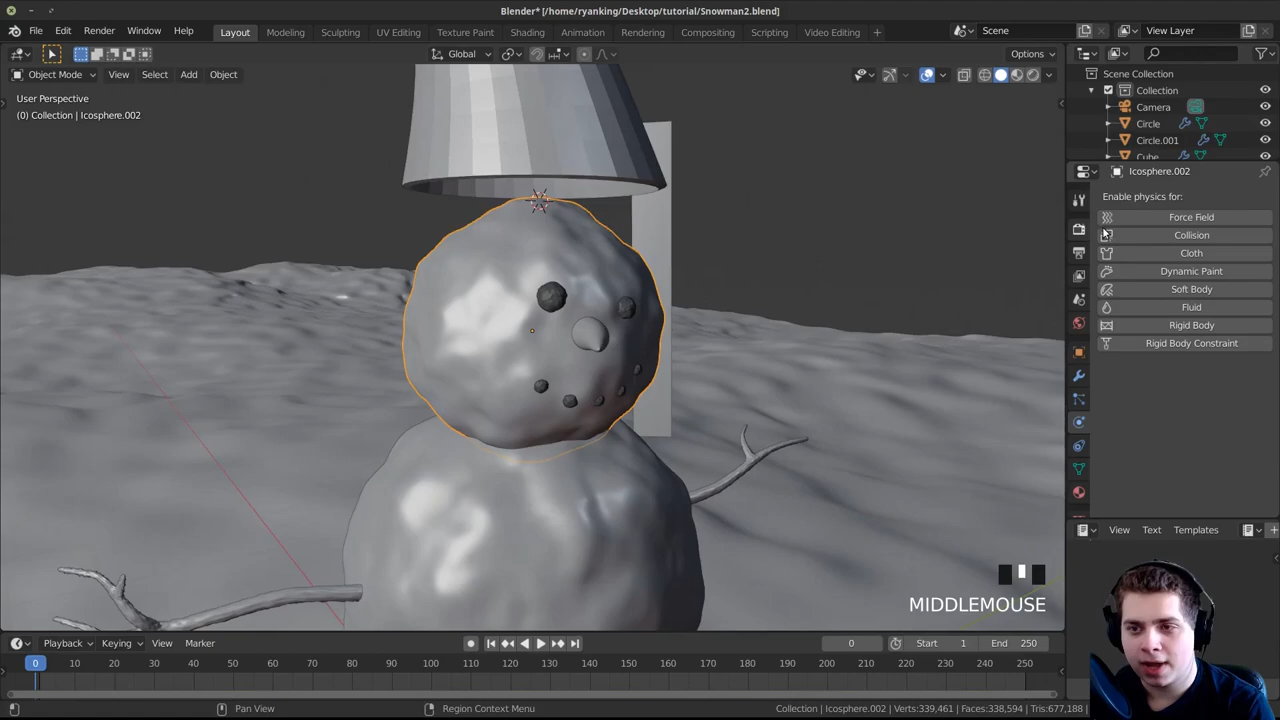 Blender* [/home/ryanking/Desktop/tutorial/Snowman2.blend]
File Edit Render Window Help Layout Modeling Sculpting UV Editing Texture Paint Shading Animation Rendering Compositing Scripting Video Editing + Scene View Layer
Global Options
Object Mode View Select Add Object
User Perspective
(0) Collection | Icosphere.002
Scene Collection
Collection
Camera
Circle
Circle.001
Cube
Icosphere.002
Enable physics for:
Force Field
Collision
Cloth
Dynamic Paint
Soft Body
Fluid
Rigid Body
Rigid Body Constraint
View Text Templates
MIDDLEMOUSE
Playback Keying View Marker 0 Start 1 End 250
0 10 20 30 40 50 60 70 80 90 100 110 120 130 140 150 160 170 180 190 200 210 220 230 240 250
Pan View Region Context Menu Collection | Icosphere.002 | Verts:339,461 | Faces:338,594 | Tris:677,188